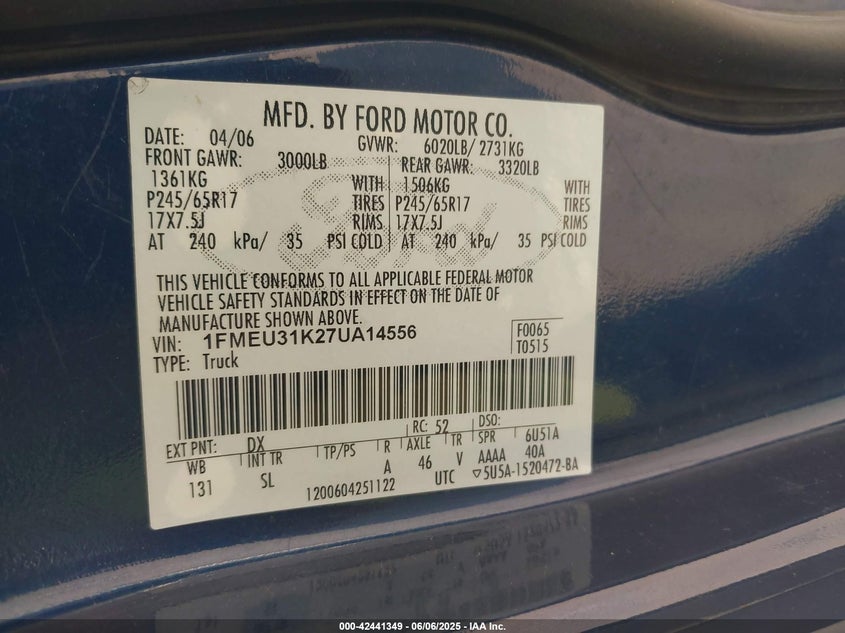 MFD. BY FORD MOTOR CO.
DATE: 04/06 GVWR: 6020LB/ 2731KG
FRONT GAWR: 3000LB REAR GAWR: 3320LB
1361KG WITH 1506KG WITH
P245/65R17 TIRES P245/65R17 TIRES
17X7.5J RIMS 17X7.5J RIMS
AT 240 kPa/ 35 PSI COLD AT 240 kPa/ 35 PSI COLD
Ford
THIS VEHICLE CONFORMS TO ALL APPLICABLE FEDERAL MOTOR
VEHICLE SAFETY STANDARDS IN EFFECT ON THE DATE OF
MANUFACTURE SHOWN ABOVE.
VIN: 1FMEU31K27UA14556 F0065
TYPE: Truck T0515
EXT PNT: DX RC: 52 DSO:
WB INT TR TP/PS R AXLE TR SPR 6U51A
131 SL A 46 V AAAA 40A
1200604251122 UTC ▽5U5A-1520472-BA
000-42441349 - 06/06/2025 - IAA Inc.